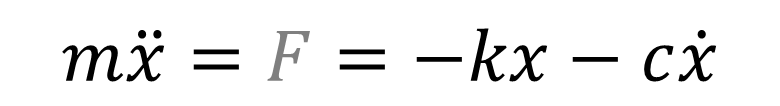 mẍ = F = −kx − cẋ